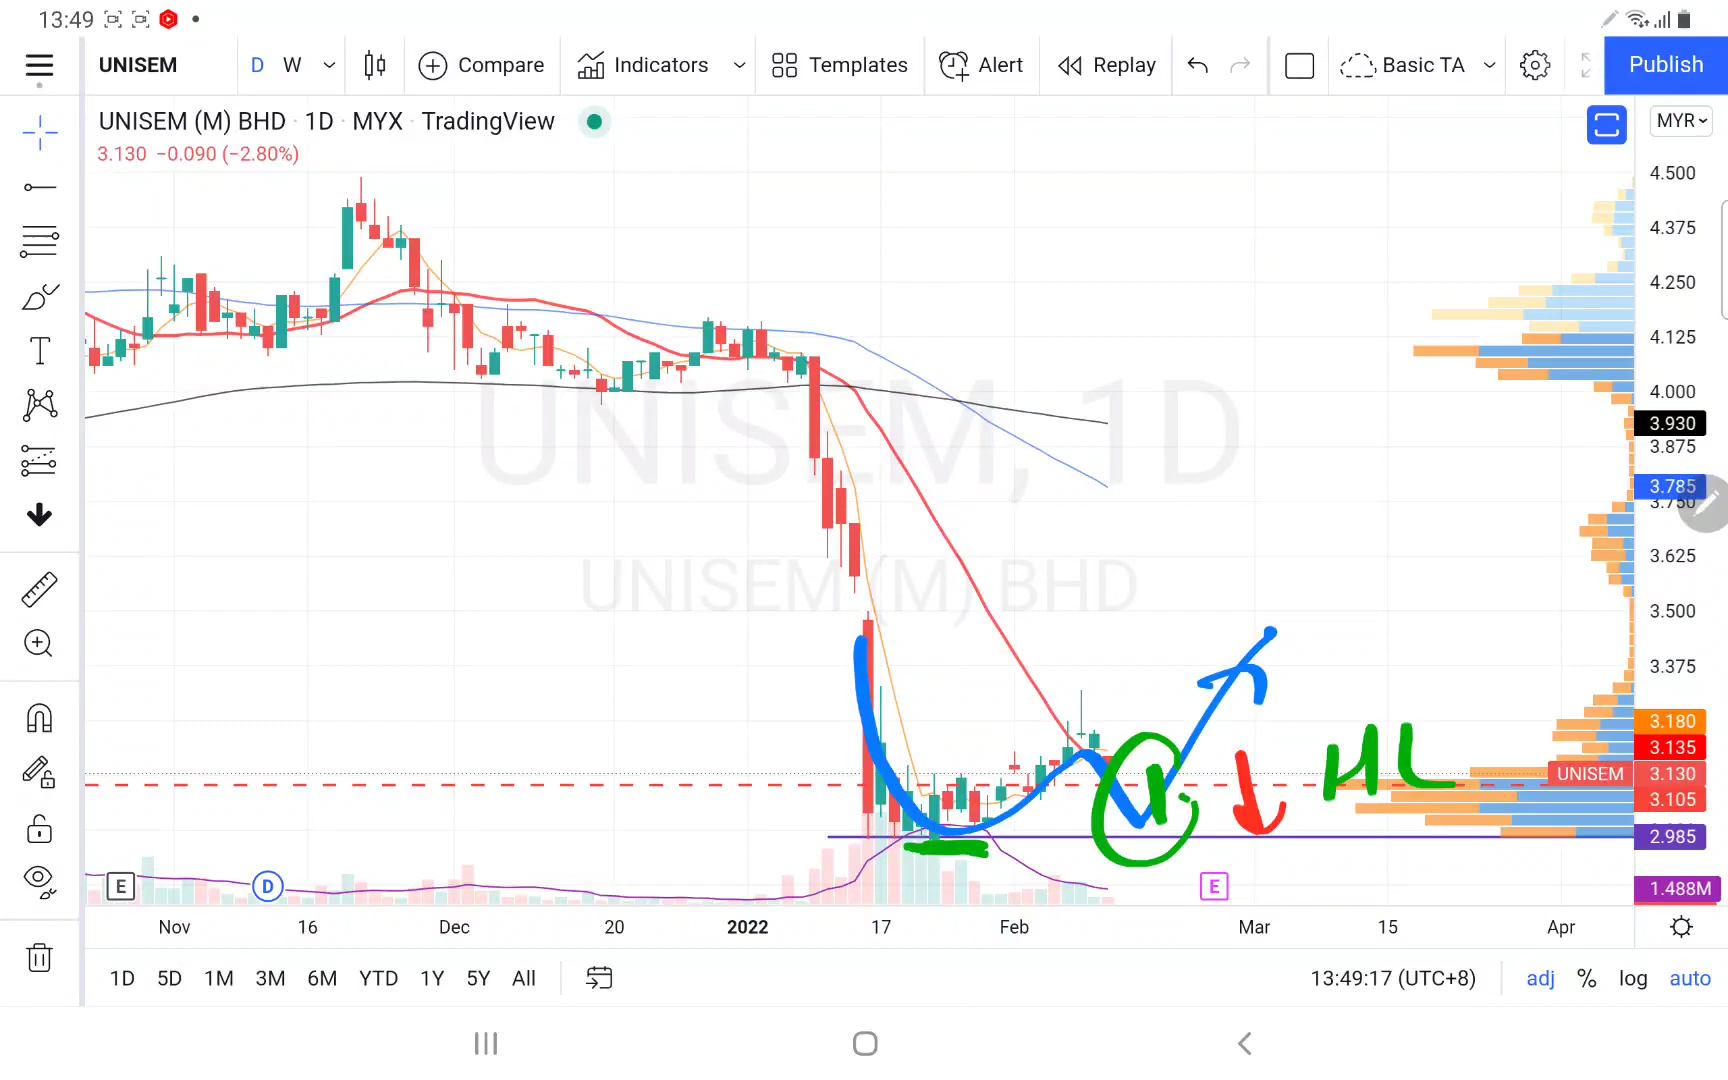 13:49
UNISEM D W Compare Indicators Templates Alert Replay Basic TA Publish
UNISEM (M) BHD · 1D · MYX · TradingView
3.130 −0.090 (−2.80%)
MYR
4.500
4.375
4.250
4.125
4.000
3.930
3.875
3.785
3.750
3.625
3.500
3.375
3.180
3.135
UNISEM 3.130
3.105
2.985
1.488M
UNISEM, 1D
UNISEM (M) BHD
HL
E D E
Nov 16 Dec 20 2022 17 Feb Mar 15 Apr
1D 5D 1M 3M 6M YTD 1Y 5Y All 13:49:17 (UTC+8) adj % log auto